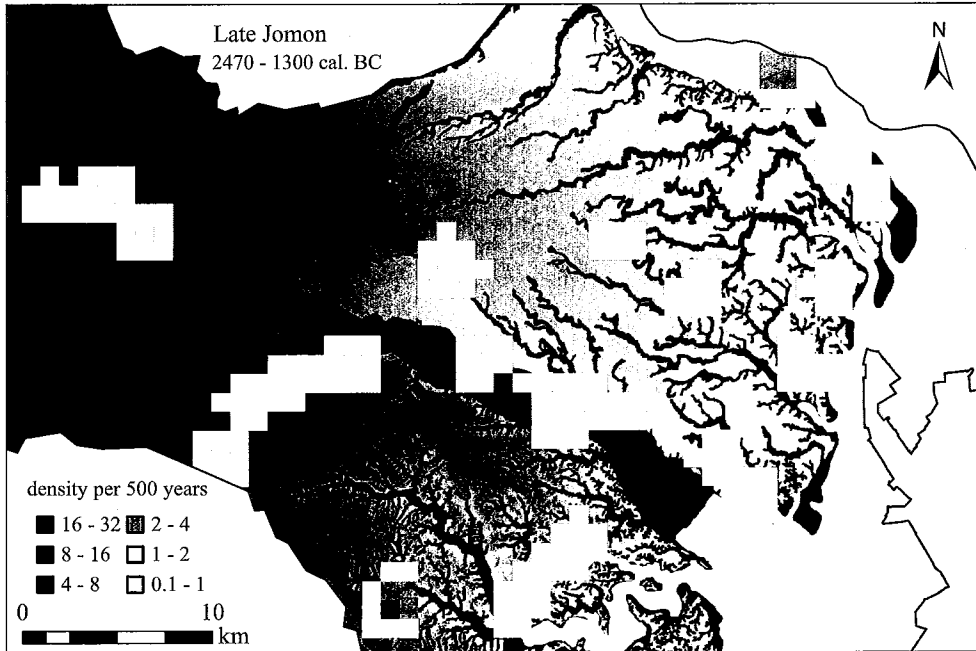 Late Jomon
2470 - 1300 cal. BC
N
density per 500 years
16 - 32 2 - 4
8 - 16 1 - 2
4 - 8 0.1 - 1
0 10
km